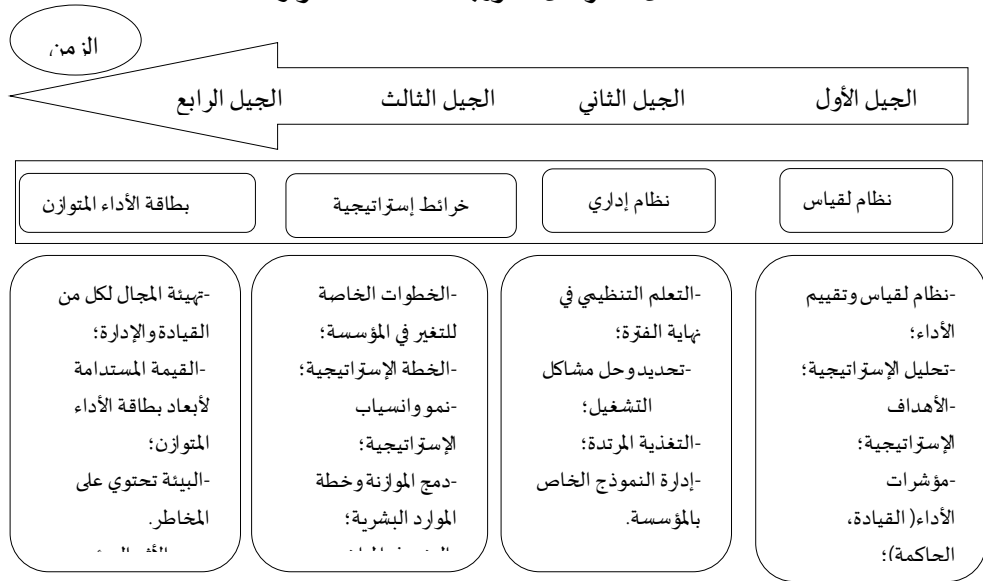 الزمن
الجيل الأول الجيل الثاني الجيل الثالث الجيل الرابع
نظام لقياس نظام إداري خرائط إستراتيجية بطاقة الأداء المتوازن
-نظام لقياس وتقييم
الأداء؛
-تحليل الإستراتيجية؛
-الأهداف
الإستراتيجية؛
-مؤشرات
الأداء( القيادة،
الحاكمة)؛
-التعلم التنظيمي في
نهاية الفترة؛
-تحديد وحل مشاكل
التشغيل؛
-التغذية المرتدة؛
-إدارة النموذج الخاص
بالمؤسسة.
-الخطوات الخاصة
للتغير في المؤسسة؛
-الخطة الإستراتيجية؛
-نمو وانسياب
الإستراتيجية؛
-دمج الموازنة وخطة
الموارد البشرية؛
-تهيئة المجال لكل من
القيادة والإدارة؛
-القيمة المستدامة
لأبعاد بطاقة الأداء
المتوازن؛
-البيئة تحتوي على
المخاطر.